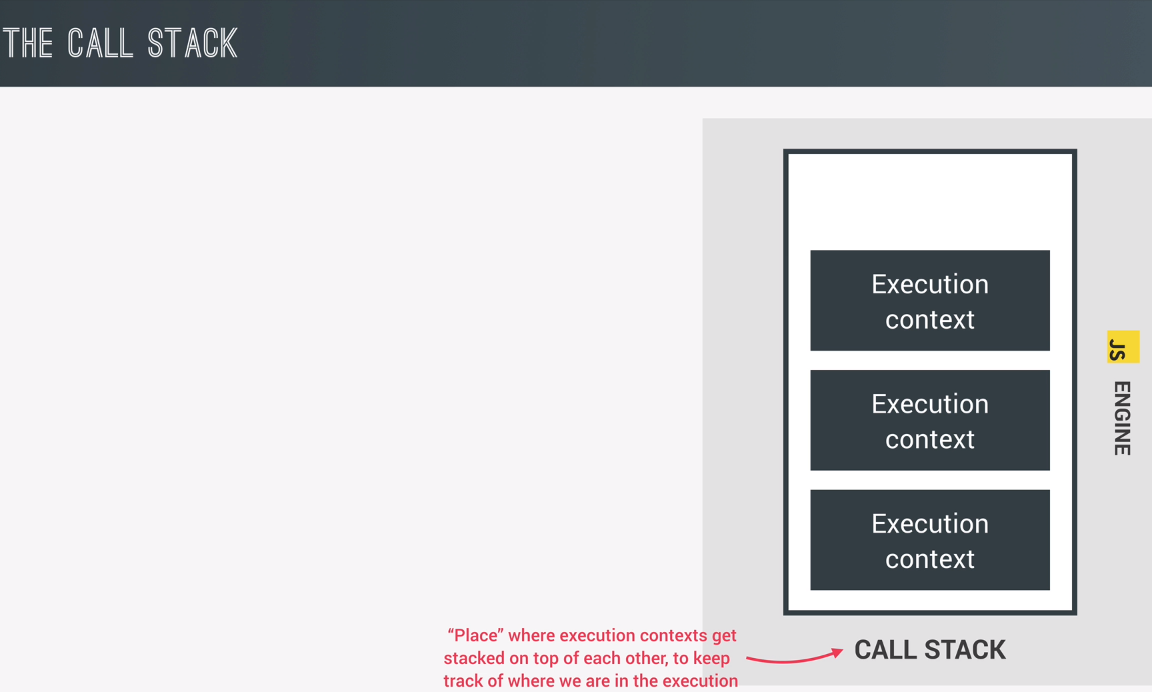 THE CALL STACK
Execution
context
Execution
context
Execution
context
JS ENGINE
“Place” where execution contexts get
stacked on top of each other, to keep
track of where we are in the execution
CALL STACK